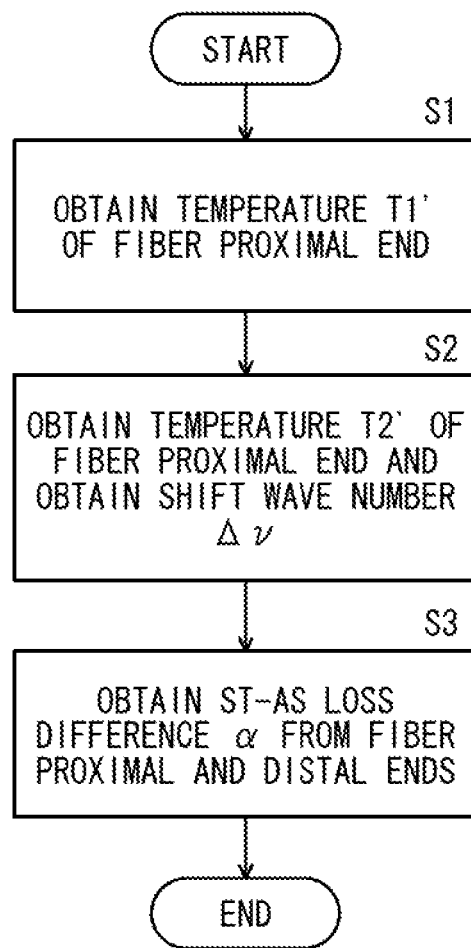 START
S1
OBTAIN TEMPERATURE T1'
OF FIBER PROXIMAL END
S2
OBTAIN TEMPERATURE T2' OF
FIBER PROXIMAL END AND
OBTAIN SHIFT WAVE NUMBER
Δν
S3
OBTAIN ST-AS LOSS
DIFFERENCE α FROM FIBER
PROXIMAL AND DISTAL ENDS
END